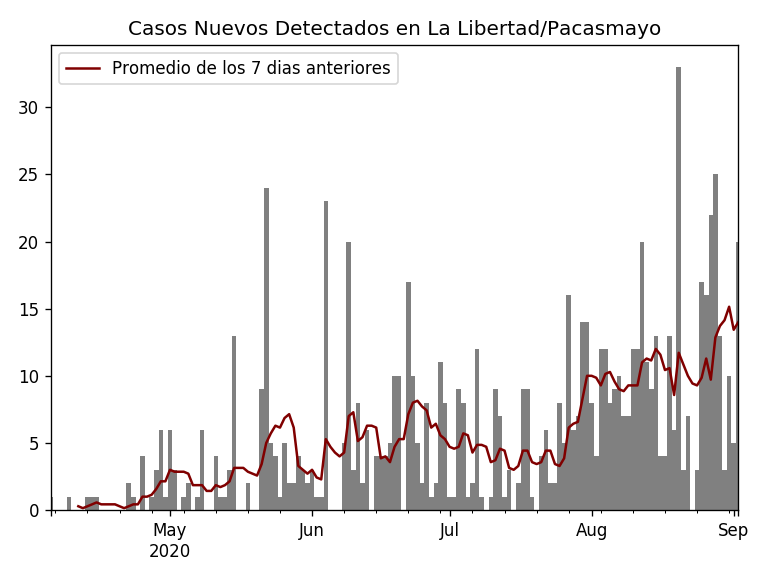 Casos Nuevos Detectados en La Libertad/Pacasmayo
Promedio de los 7 dias anteriores
30
25
20
15
10
5
0
May
2020
Jun
Jul
Aug
Sep